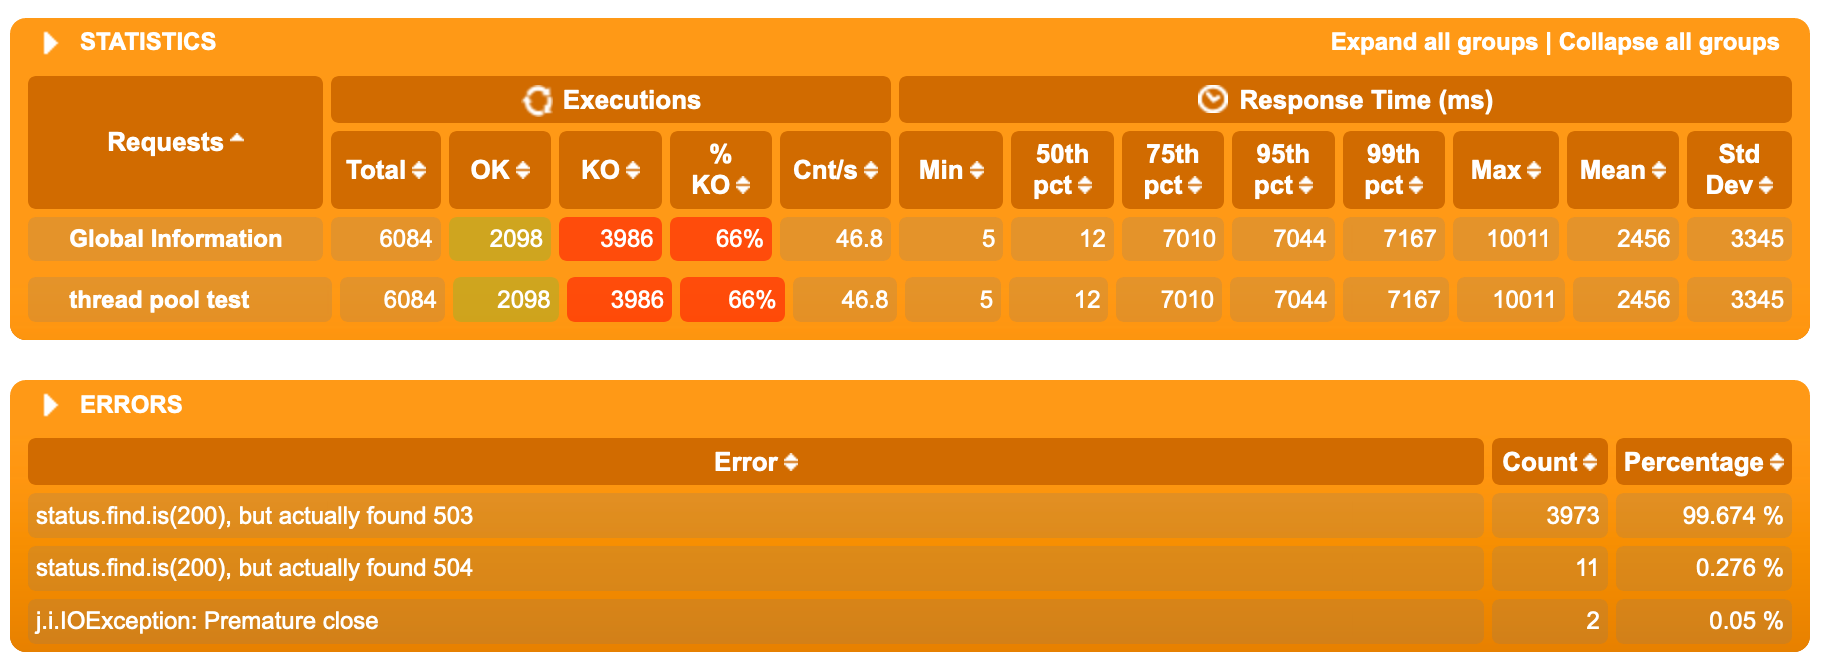 STATISTICS Expand all groups | Collapse all groups
Requests Executions Response Time (ms)
Total OK KO % KO Cnt/s Min 50th pct 75th pct 95th pct 99th pct Max Mean Std Dev
Global Information 6084 2098 3986 66% 46.8 5 12 7010 7044 7167 10011 2456 3345
thread pool test 6084 2098 3986 66% 46.8 5 12 7010 7044 7167 10011 2456 3345
ERRORS
Error Count Percentage
status.find.is(200), but actually found 503 3973 99.674 %
status.find.is(200), but actually found 504 11 0.276 %
j.i.IOException: Premature close 2 0.05 %